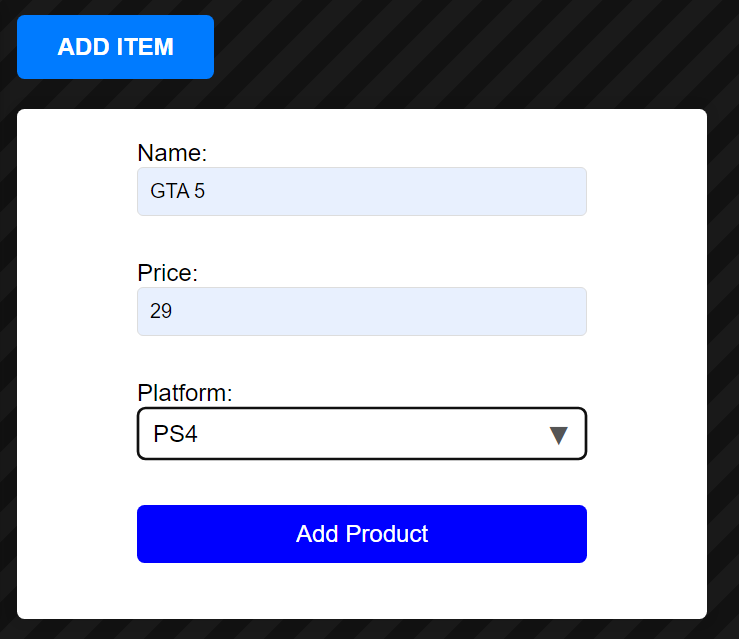 ADD ITEM
Name:
GTA 5
Price:
29
Platform:
PS4
Add Product